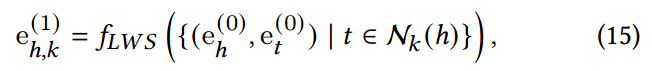 e_{h,k}^{(1)} = f_{LWS} ( { (e_h^{(0)}, e_t^{(0)}) | t ∈ 𝒩_k(h) } ), (15)